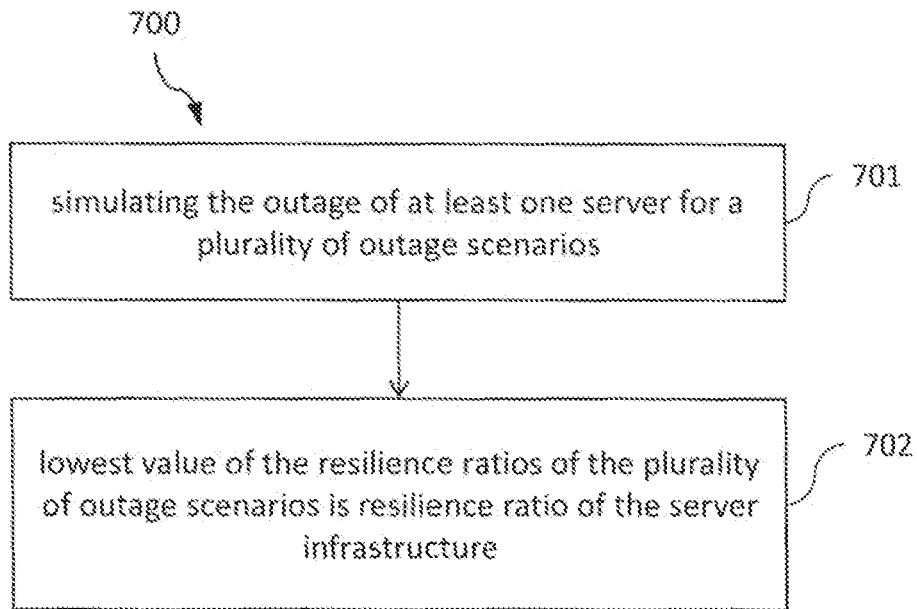 700
simulating the outage of at least one server for a
plurality of outage scenarios
701
lowest value of the resilience ratios of the plurality
of outage scenarios is resilience ratio of the server
infrastructure
702